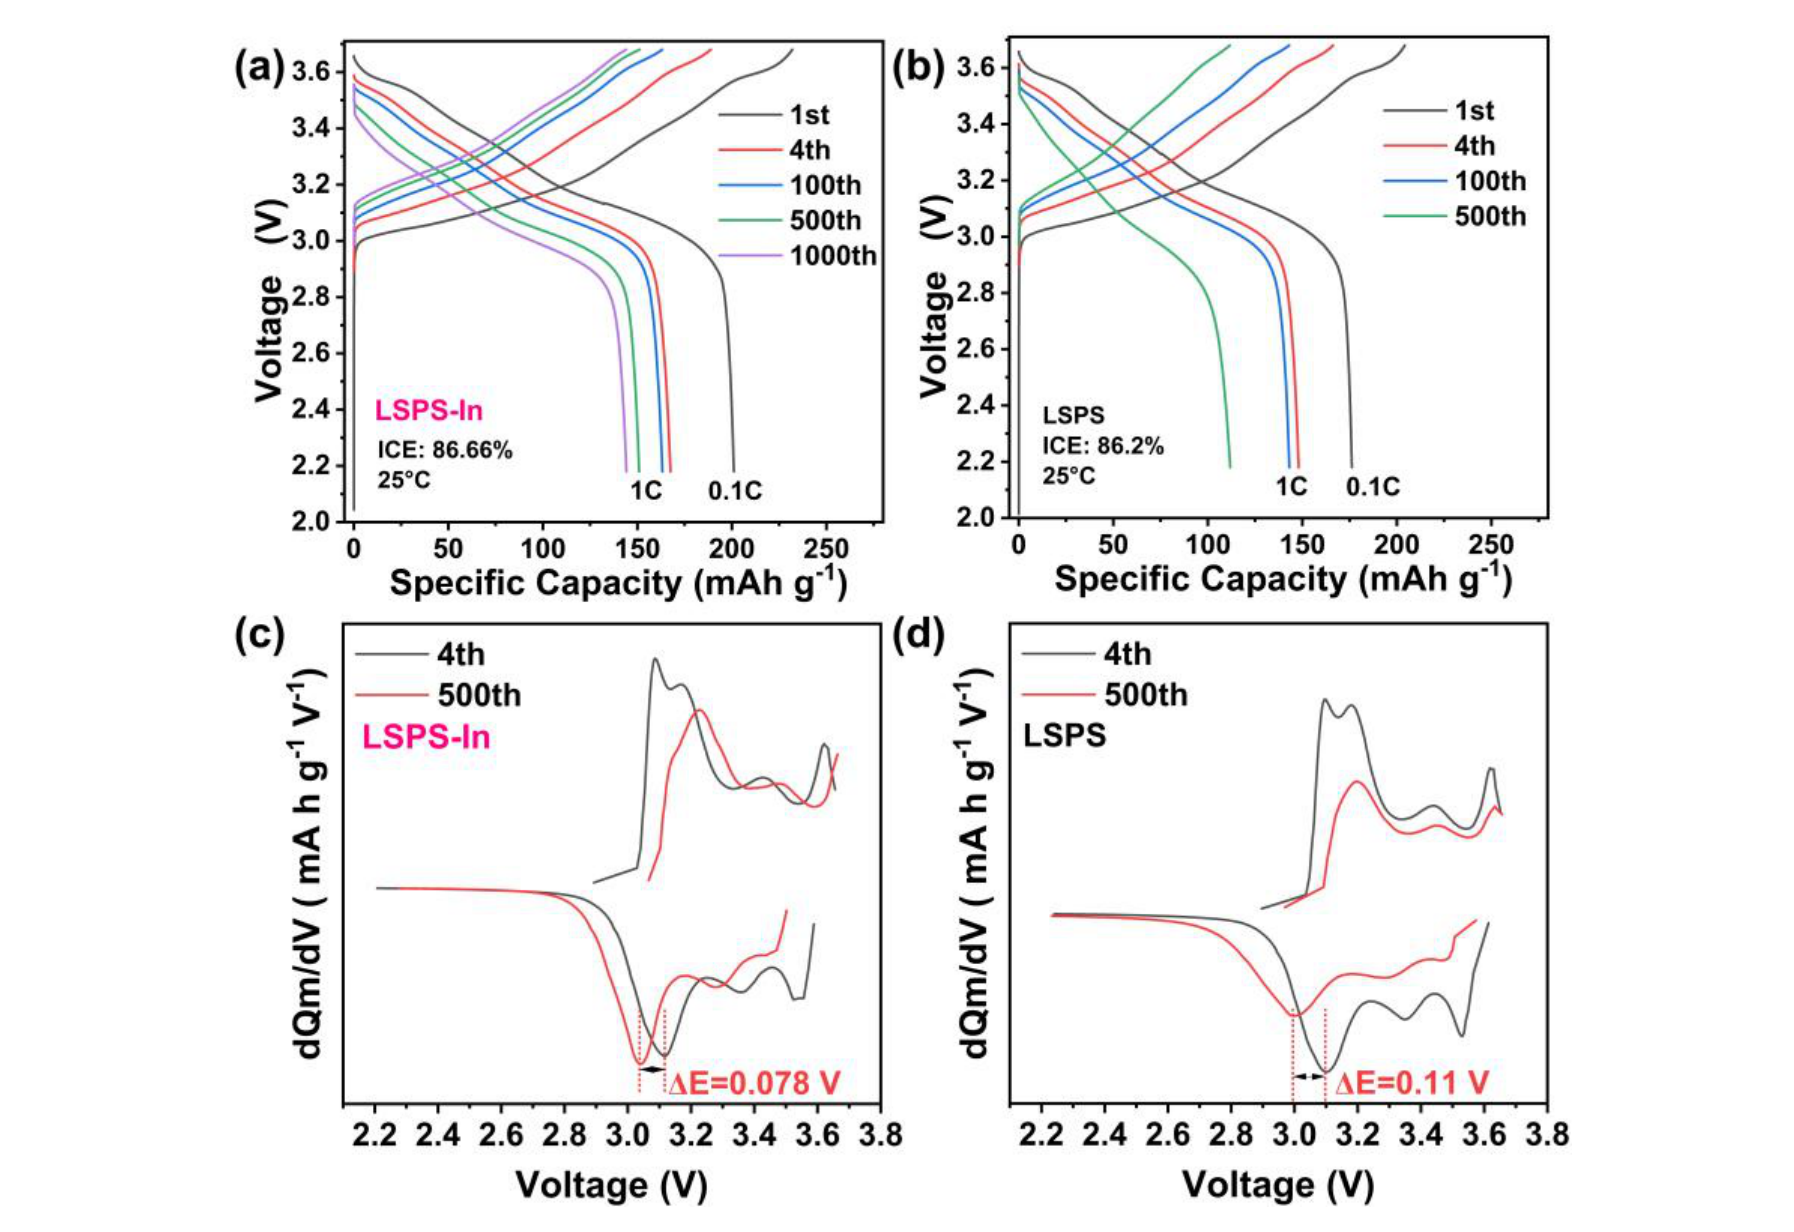 (a)
3.6
3.4
3.2
3.0
2.8
2.6
2.4
2.2
2.0
Voltage (V)
1st
4th
100th
500th
1000th
LSPS-In
ICE: 86.66%
25°C
1C
0.1C
0 50 100 150 200 250
Specific Capacity (mAh g⁻¹)
(b)
3.6
3.4
3.2
3.0
2.8
2.6
2.4
2.2
2.0
Voltage (V)
1st
4th
100th
500th
LSPS
ICE: 86.2%
25°C
1C
0.1C
0 50 100 150 200 250
Specific Capacity (mAh g⁻¹)
(c)
dQm/dV ( mA h g⁻¹ V⁻¹)
4th
500th
LSPS-In
ΔE=0.078 V
2.2 2.4 2.6 2.8 3.0 3.2 3.4 3.6 3.8
Voltage (V)
(d)
dQm/dV ( mA h g⁻¹ V⁻¹)
4th
500th
LSPS
ΔE=0.11 V
2.2 2.4 2.6 2.8 3.0 3.2 3.4 3.6 3.8
Voltage (V)